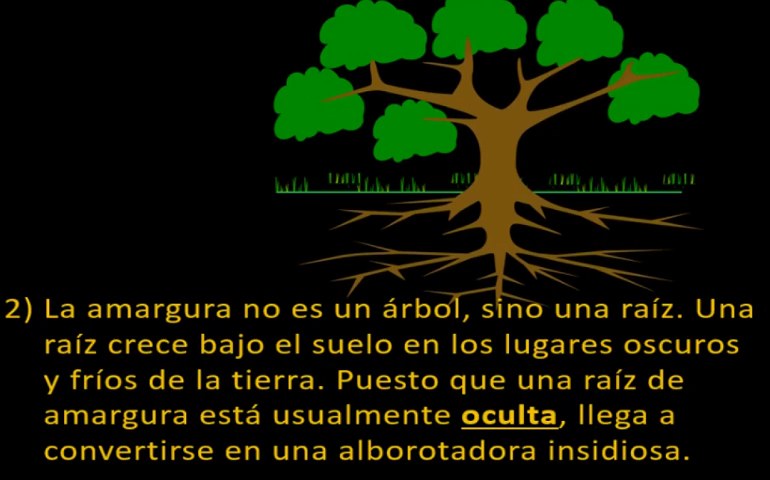 2) La amargura no es un árbol, sino una raíz. Una
raíz crece bajo el suelo en los lugares oscuros
y fríos de la tierra. Puesto que una raíz de
amargura está usualmente oculta, llega a
convertirse en una alborotadora insidiosa.